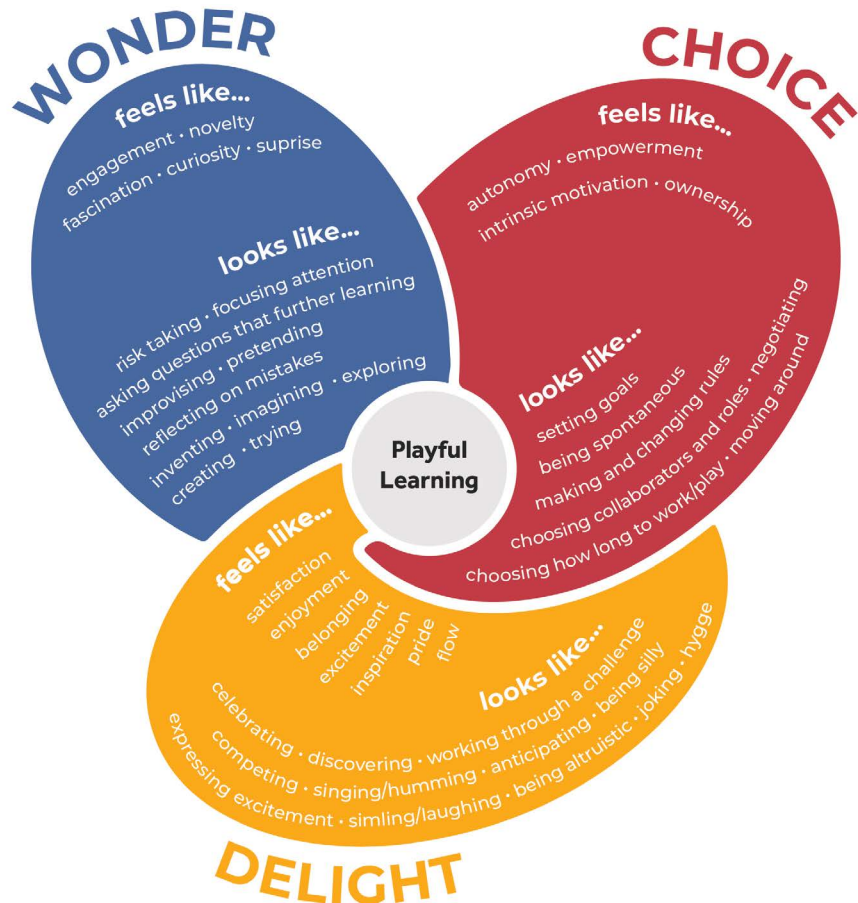 WONDER
feels like...
engagement · novelty
fascination · curiosity · suprise
looks like...
risk taking · focusing attention
asking questions that further learning
improvising · pretending
reflecting on mistakes
inventing · imagining · exploring
creating · trying
CHOICE
feels like...
autonomy · empowerment
intrinsic motivation · ownership
looks like...
setting goals
being spontaneous
making and changing rules
choosing collaborators and roles · negotiating
choosing how long to work/play · moving around
Playful
Learning
feels like...
satisfaction
enjoyment
belonging
excitement
inspiration
pride
flow
looks like...
celebrating · discovering · working through a challenge
competing · singing/humming · anticipating · being silly
expressing excitement · simling/laughing · being altruistic · joking · hygge
DELIGHT